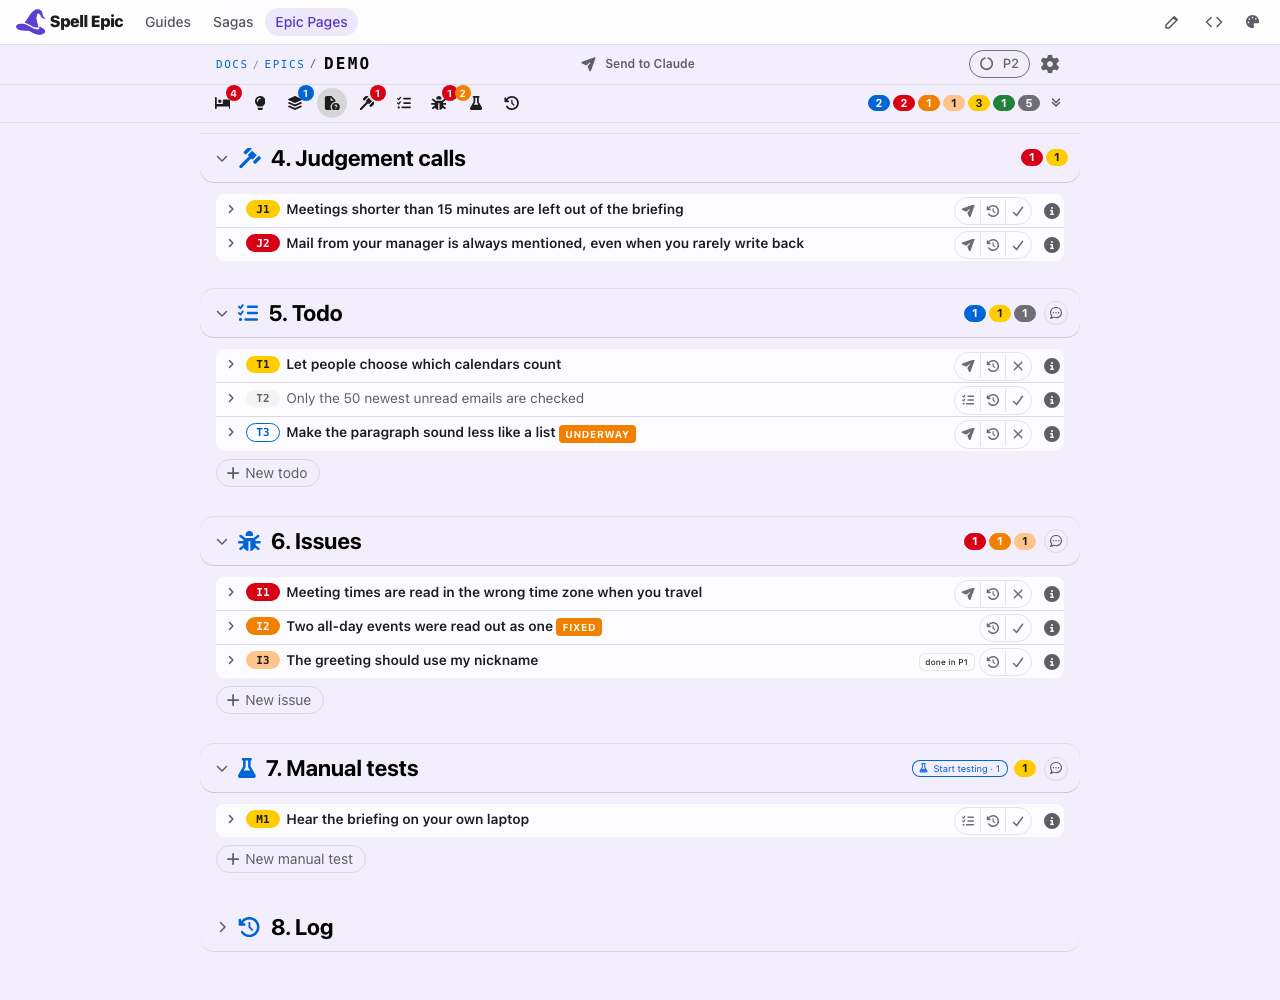 Spell Epic
Guides
Sagas
Epic Pages
DOCS / EPICS / DEMO
Send to Claude
P2
4
1
1
1
2
2
2
1
1
3
1
5
4. Judgement calls
1
1
J1
Meetings shorter than 15 minutes are left out of the briefing
J2
Mail from your manager is always mentioned, even when you rarely write back
5. Todo
1
1
1
T1
Let people choose which calendars count
T2
Only the 50 newest unread emails are checked
T3
Make the paragraph sound less like a list
UNDERWAY
New todo
6. Issues
1
1
1
I1
Meeting times are read in the wrong time zone when you travel
I2
Two all-day events were read out as one
FIXED
I3
The greeting should use my nickname
done in P1
New issue
7. Manual tests
Start testing · 1
1
M1
Hear the briefing on your own laptop
New manual test
8. Log